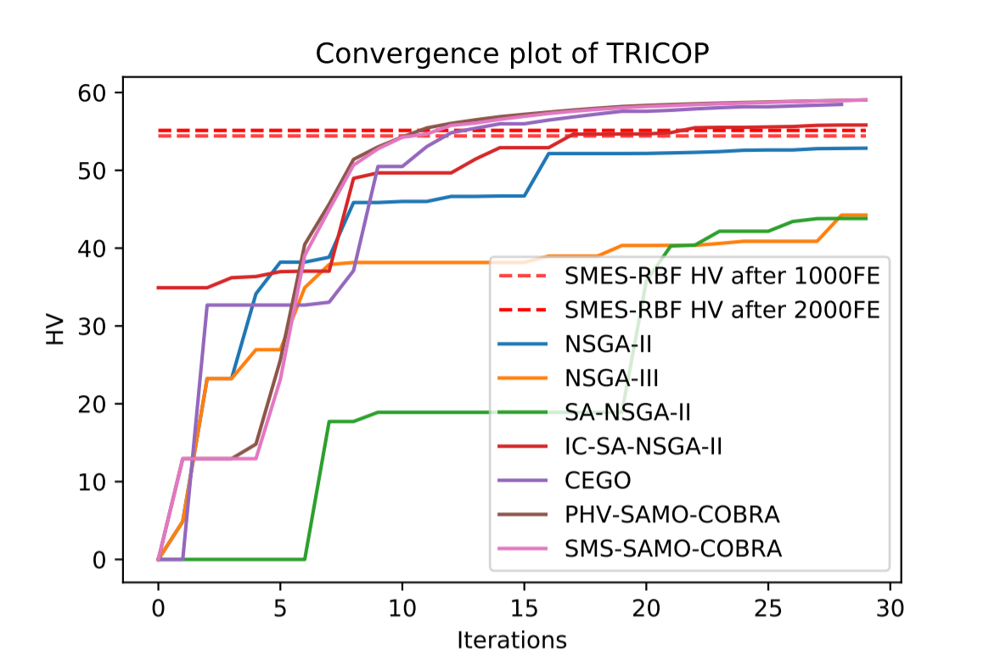 Convergence plot of TRICOP
60
50
40
30
20
10
0
HV
SMES-RBF HV after 1000FE
SMES-RBF HV after 2000FE
NSGA-II
NSGA-III
SA-NSGA-II
IC-SA-NSGA-II
CEGO
PHV-SAMO-COBRA
SMS-SAMO-COBRA
0 5 10 15 20 25 30
Iterations